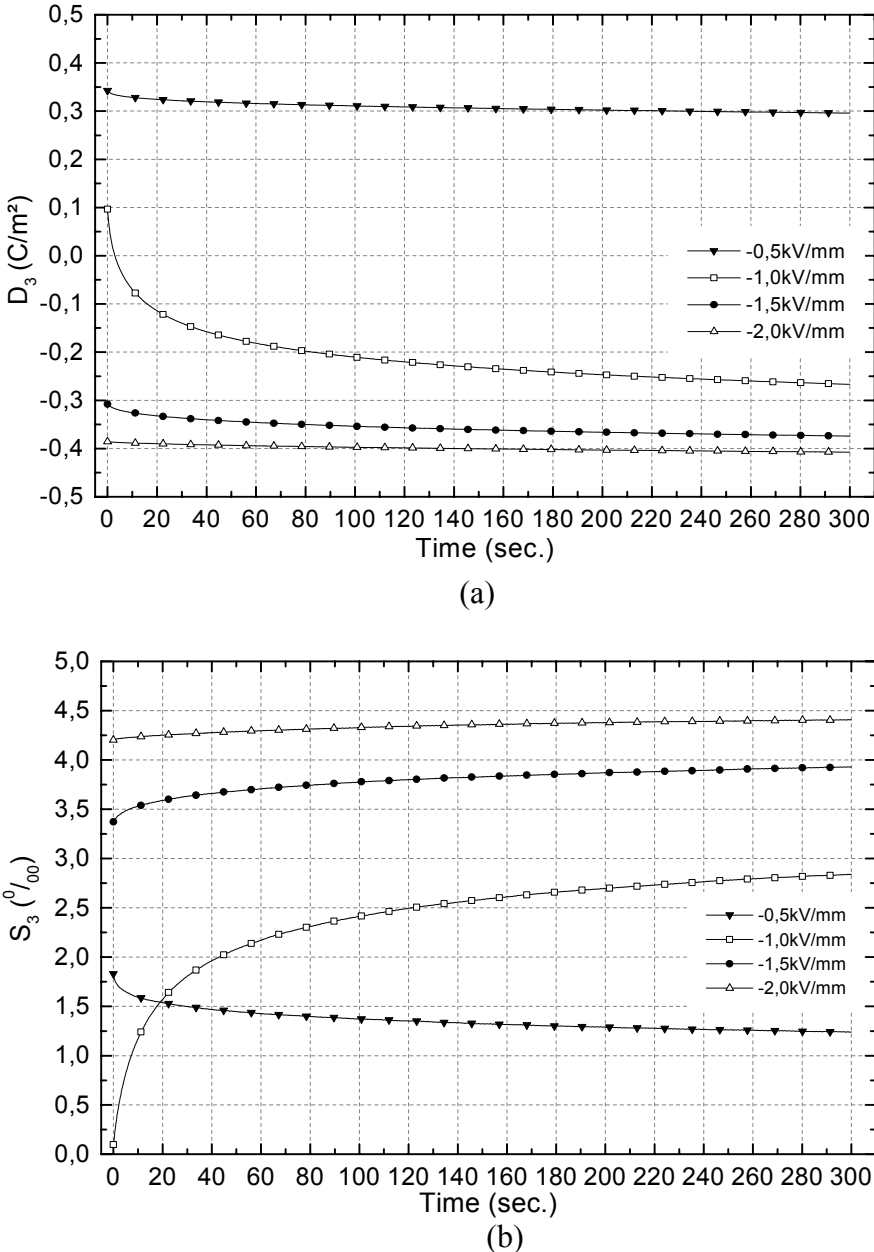 0,5
0,4
0,3
0,2
0,1
0,0
-0,1
-0,2
-0,3
-0,4
-0,5
D3 (C/m²)
-0,5kV/mm
-1,0kV/mm
-1,5kV/mm
-2,0kV/mm
0 20 40 60 80 100 120 140 160 180 200 220 240 260 280 300
Time (sec.)
(a)
5,0
4,5
4,0
3,5
3,0
2,5
2,0
1,5
1,0
0,5
0,0
S3 (0/00)
-0,5kV/mm
-1,0kV/mm
-1,5kV/mm
-2,0kV/mm
0 20 40 60 80 100 120 140 160 180 200 220 240 260 280 300
Time (sec.)
(b)